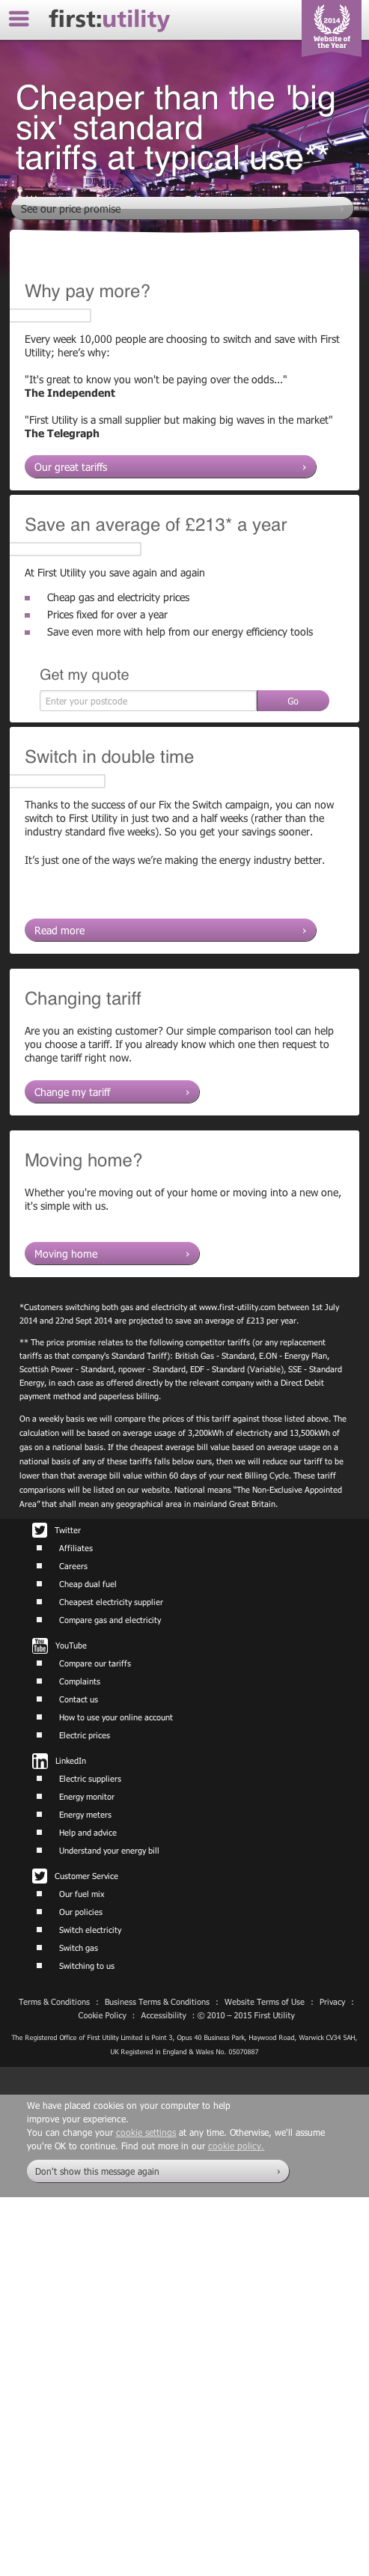 first:utility
2014
Website of
the Year
Cheaper than the 'big
six' standard
tariffs at typical use**
See our price promise
Why pay more?
Every week 10,000 people are choosing to switch and save with First
Utility; here’s why:
"It's great to know you won't be paying over the odds..."
The Independent
"First Utility is a small supplier but making big waves in the market"
The Telegraph
Our great tariffs
Save an average of £213* a year
At First Utility you save again and again
Cheap gas and electricity prices
Prices fixed for over a year
Save even more with help from our energy efficiency tools
Get my quote
Enter your postcode
Go
Switch in double time
Thanks to the success of our Fix the Switch campaign, you can now
switch to First Utility in just two and a half weeks (rather than the
industry standard five weeks). So you get your savings sooner.
It’s just one of the ways we’re making the energy industry better.
Read more
Changing tariff
Are you an existing customer? Our simple comparison tool can help
you choose a tariff. If you already know which one then request to
change tariff right now.
Change my tariff
Moving home?
Whether you're moving out of your home or moving into a new one,
it's simple with us.
Moving home
*Customers switching both gas and electricity at www.first-utility.com between 1st July
2014 and 22nd Sept 2014 are projected to save an average of £213 per year.
** The price promise relates to the following competitor tariffs (or any replacement
tariffs as that company's Standard Tariff): British Gas - Standard, E.ON - Energy Plan,
Scottish Power - Standard, npower - Standard, EDF - Standard (Variable), SSE - Standard
Energy, in each case as offered directly by the relevant company with a Direct Debit
payment method and paperless billing.
On a weekly basis we will compare the prices of this tariff against those listed above. The
calculation will be based on average usage of 3,200kWh of electricity and 13,500kWh of
gas on a national basis. If the cheapest average bill value based on average usage on a
national basis of any of these tariffs falls below ours, then we will reduce our tariff to be
lower than that average bill value within 60 days of your next Billing Cycle. These tariff
comparisons will be listed on our website. National means “The Non-Exclusive Appointed
Area” that shall mean any geographical area in mainland Great Britain.
Twitter
Affiliates
Careers
Cheap dual fuel
Cheapest electricity supplier
Compare gas and electricity
You
Tube
YouTube
Compare our tariffs
Complaints
Contact us
How to use your online account
Electric prices
in
LinkedIn
Electric suppliers
Energy monitor
Energy meters
Help and advice
Understand your energy bill
Customer Service
Our fuel mix
Our policies
Switch electricity
Switch gas
Switching to us
Terms & Conditions : Business Terms & Conditions : Website Terms of Use : Privacy :
Cookie Policy : Accessibility : © 2010 – 2015 First Utility
The Registered Office of First Utility Limited is Point 3, Opus 40 Business Park, Haywood Road, Warwick CV34 5AH,
UK Registered in England & Wales No. 05070887
We have placed cookies on your computer to help
improve your experience.
You can change your cookie settings at any time. Otherwise, we'll assume
you're OK to continue. Find out more in our cookie policy.
Don't show this message again